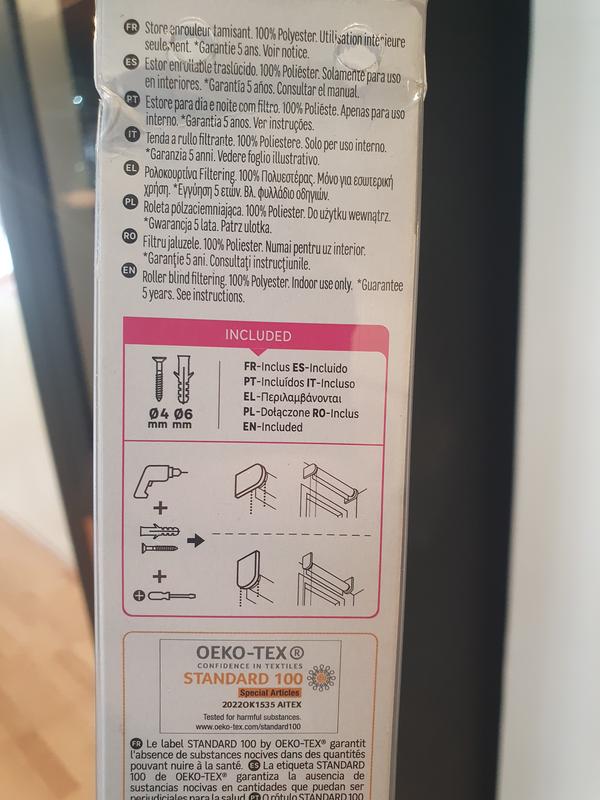 FR Store enrouleur tamisant. 100% Polyester. Utilisation intérieure
seulement. *Garantie 5 ans. Voir notice.
ES Estor enrollable traslúcido. 100% Poliéster. Solamente para uso
en interiores. *Garantía 5 años. Consultar el manual.
PT Estore para dia e noite com filtro. 100% Poliéste. Apenas para uso
interno. *Garantia 5 anos. Ver instruções.
IT Tenda a rullo filtrante. 100% Poliestere. Solo per uso interno.
*Garanzia 5 anni. Vedere foglio illustrativo.
EL Ρολοκουρτίνα Filtering. 100% Πολυεστέρας. Μόνο για εσωτερική
χρήση. *Εγγύηση 5 ετών. Βλ. φυλλάδιο οδηγιών.
PL Roleta pólzaciemniająca. 100% Poliester. Do użytku wewnątrz.
*Gwarancja 5 lata. Patrz ulotka.
RO Filtru jaluzele. 100% Poliester. Numai pentru uz interior.
*Garanție 5 ani. Consultați instrucțiunile.
EN Roller blind filtering. 100% Polyester. Indoor use only. *Guarantee
5 years. See instructions.
INCLUDED
FR-Inclus ES-Incluido
PT-Incluídos IT-Incluso
EL-Περιλαμβάνονται
PL-Dołączone RO-Inclus
EN-Included
Ø4 Ø6
mm mm
+
+
OEKO-TEX®
CONFIDENCE IN TEXTILES
STANDARD 100
Special Articles
2022OK1535 AITEX
Tested for harmful substances.
www.oeko-tex.com/standard100
FR Le label STANDARD 100 by OEKO-TEX® garantit
l'absence de substances nocives dans des quantités
pouvant nuire à la santé. ES La etiqueta STANDARD
100 de OEKO-TEX® garantiza la ausencia de
sustancias nocivas en cantidades que puedan ser
perjudiciales para la salud. PT O rótulo STANDARD 100